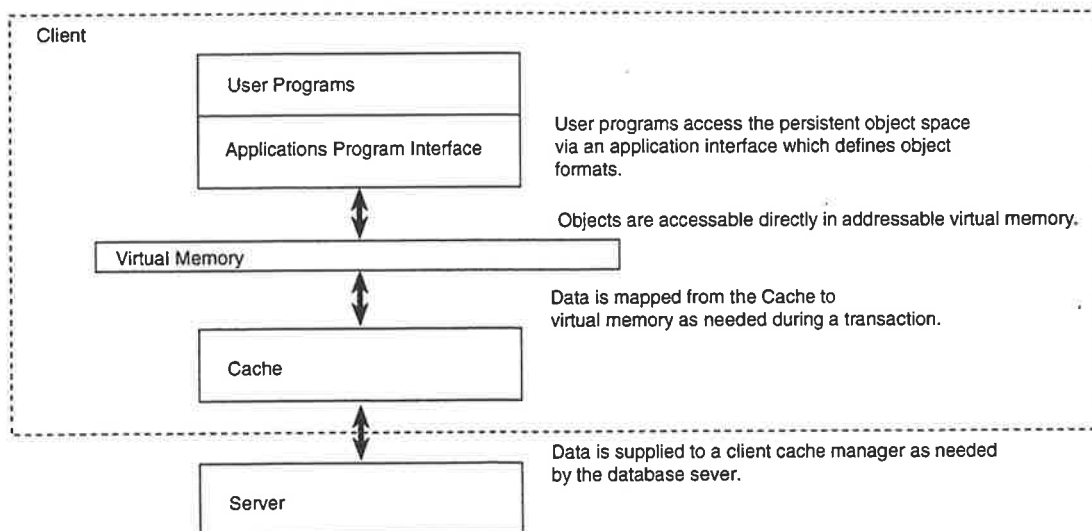 Client
User Programs
Applications Program Interface
User programs access the persistent object space
via an application interface which defines object
formats.
Objects are accessable directly in addressable virtual memory.
Virtual Memory
Data is mapped from the Cache to
virtual memory as needed during a transaction.
Cache
Data is supplied to a client cache manager as needed
by the database sever.
Server